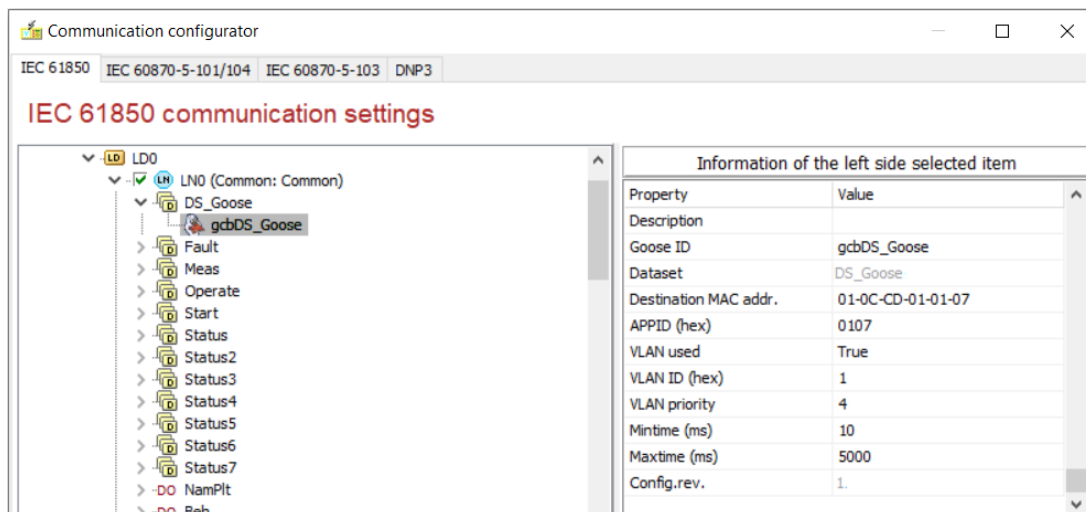 Communication configurator
IEC 61850 IEC 60870-5-101/104 IEC 60870-5-103 DNP3
IEC 61850 communication settings
LD LD0
LN LN0 (Common: Common)
D DS_Goose
gcbDS_Goose
D Fault
D Meas
D Operate
D Start
D Status
D Status2
D Status3
D Status4
D Status5
D Status6
D Status7
DO NamPlt
DO Beh
Information of the left side selected item
Property Value
Description
Goose ID gcbDS_Goose
Dataset DS_Goose
Destination MAC addr. 01-0C-CD-01-01-07
APPID (hex) 0107
VLAN used True
VLAN ID (hex) 1
VLAN priority 4
Mintime (ms) 10
Maxtime (ms) 5000
Config.rev. 1.